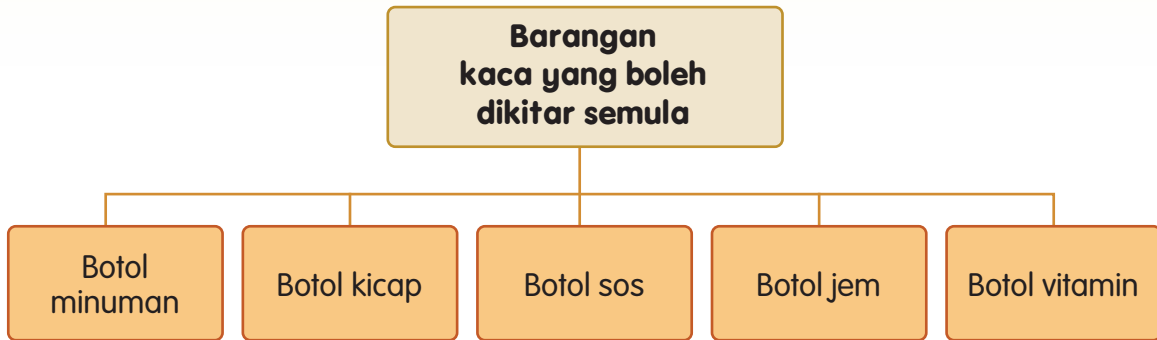 Barangan
kaca yang boleh
dikitar semula
Botol
minuman
Botol kicap
Botol sos
Botol jem
Botol vitamin